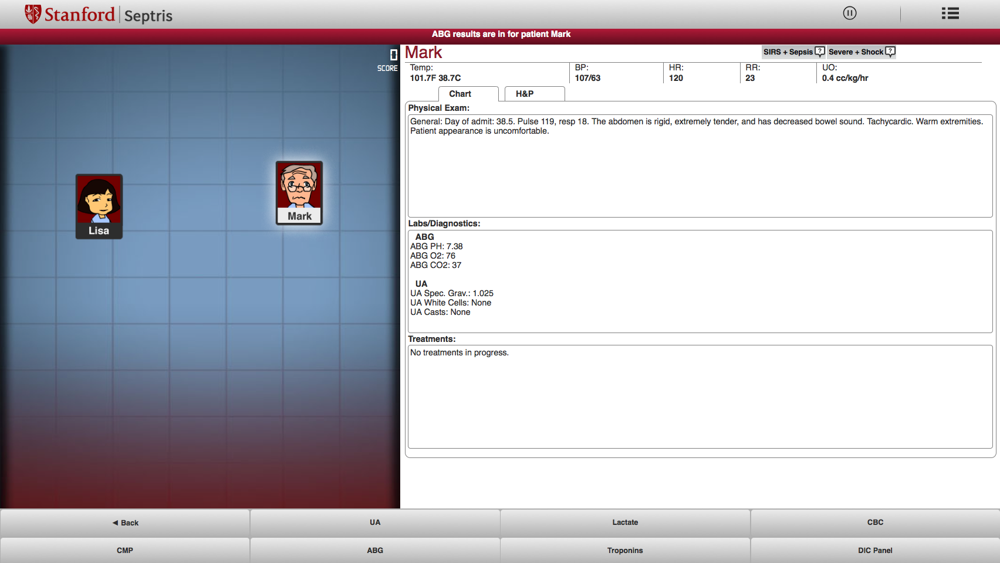 Stanford Septris
ABG results are in for patient Mark
0
SCORE
Lisa
Mark
Mark
SIRS + Sepsis ? Severe + Shock ?
Temp: BP: HR: RR: UO:
101.7F 38.7C 107/63 120 23 0.4 cc/kg/hr
Chart H&P
Physical Exam:
General: Day of admit: 38.5. Pulse 119, resp 18. The abdomen is rigid, extremely tender, and has decreased bowel sound. Tachycardic. Warm extremities.
Patient appearance is uncomfortable.
Labs/Diagnostics:
ABG
ABG PH: 7.38
ABG O2: 76
ABG CO2: 37
UA
UA Spec. Grav.: 1.025
UA White Cells: None
UA Casts: None
Treatments:
No treatments in progress.
◄ Back UA Lactate CBC
CMP ABG Troponins DIC Panel